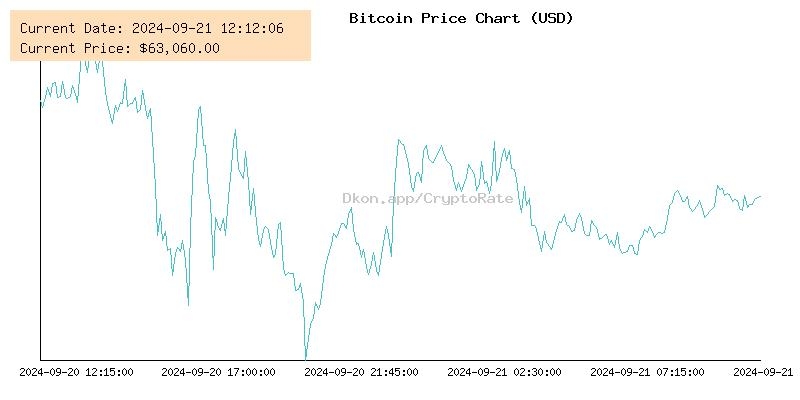 Bitcoin Price Chart (USD)
Current Date: 2024-09-21 12:12:06
Current Price: $63,060.00
Dkon.app/CryptoRate
2024-09-20 12:15:00
2024-09-20 17:00:00
2024-09-20 21:45:00
2024-09-21 02:30:00
2024-09-21 07:15:00
2024-09-21